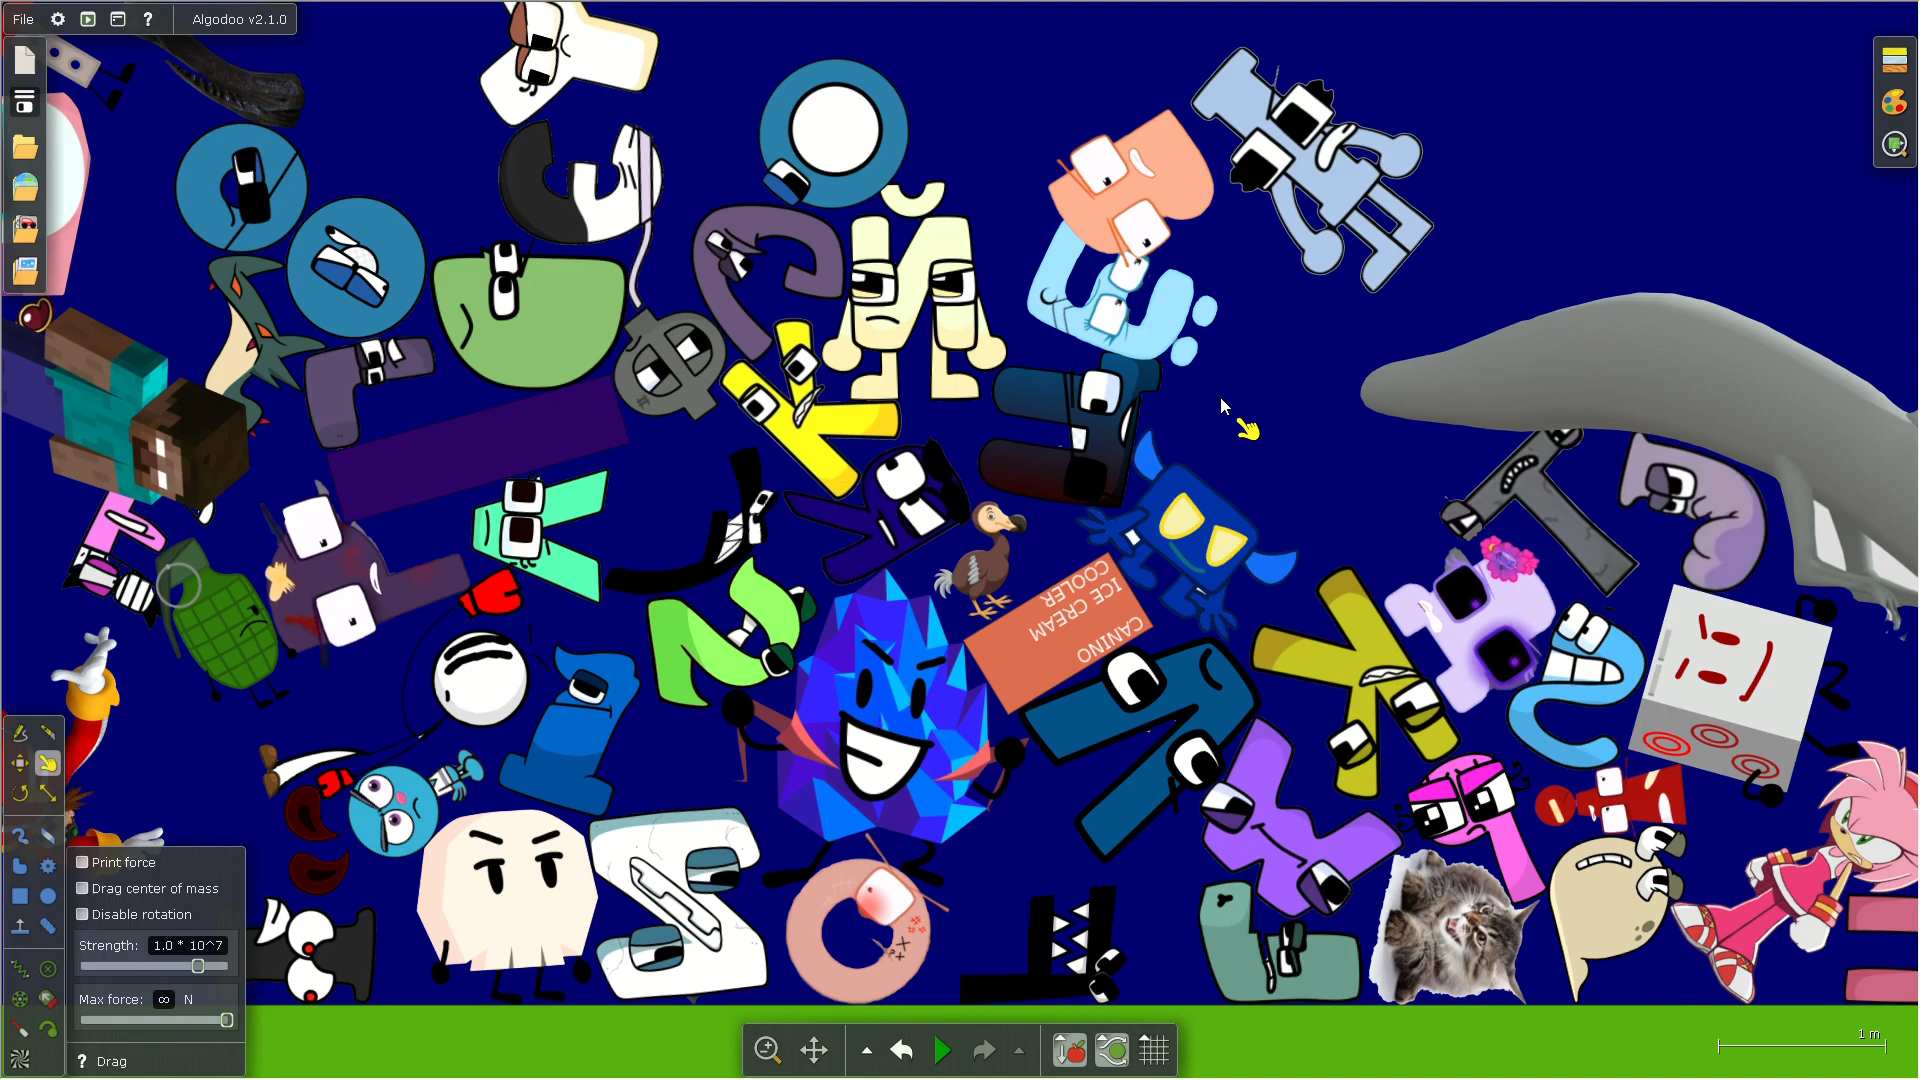 File
?
Algodoo v2.1.0
CANINO
ICE CREAM
COOLER
Print force
Drag center of mass
Disable rotation
Strength: 1.0 * 10^7
Max force: ∞ N
? Drag
1 m